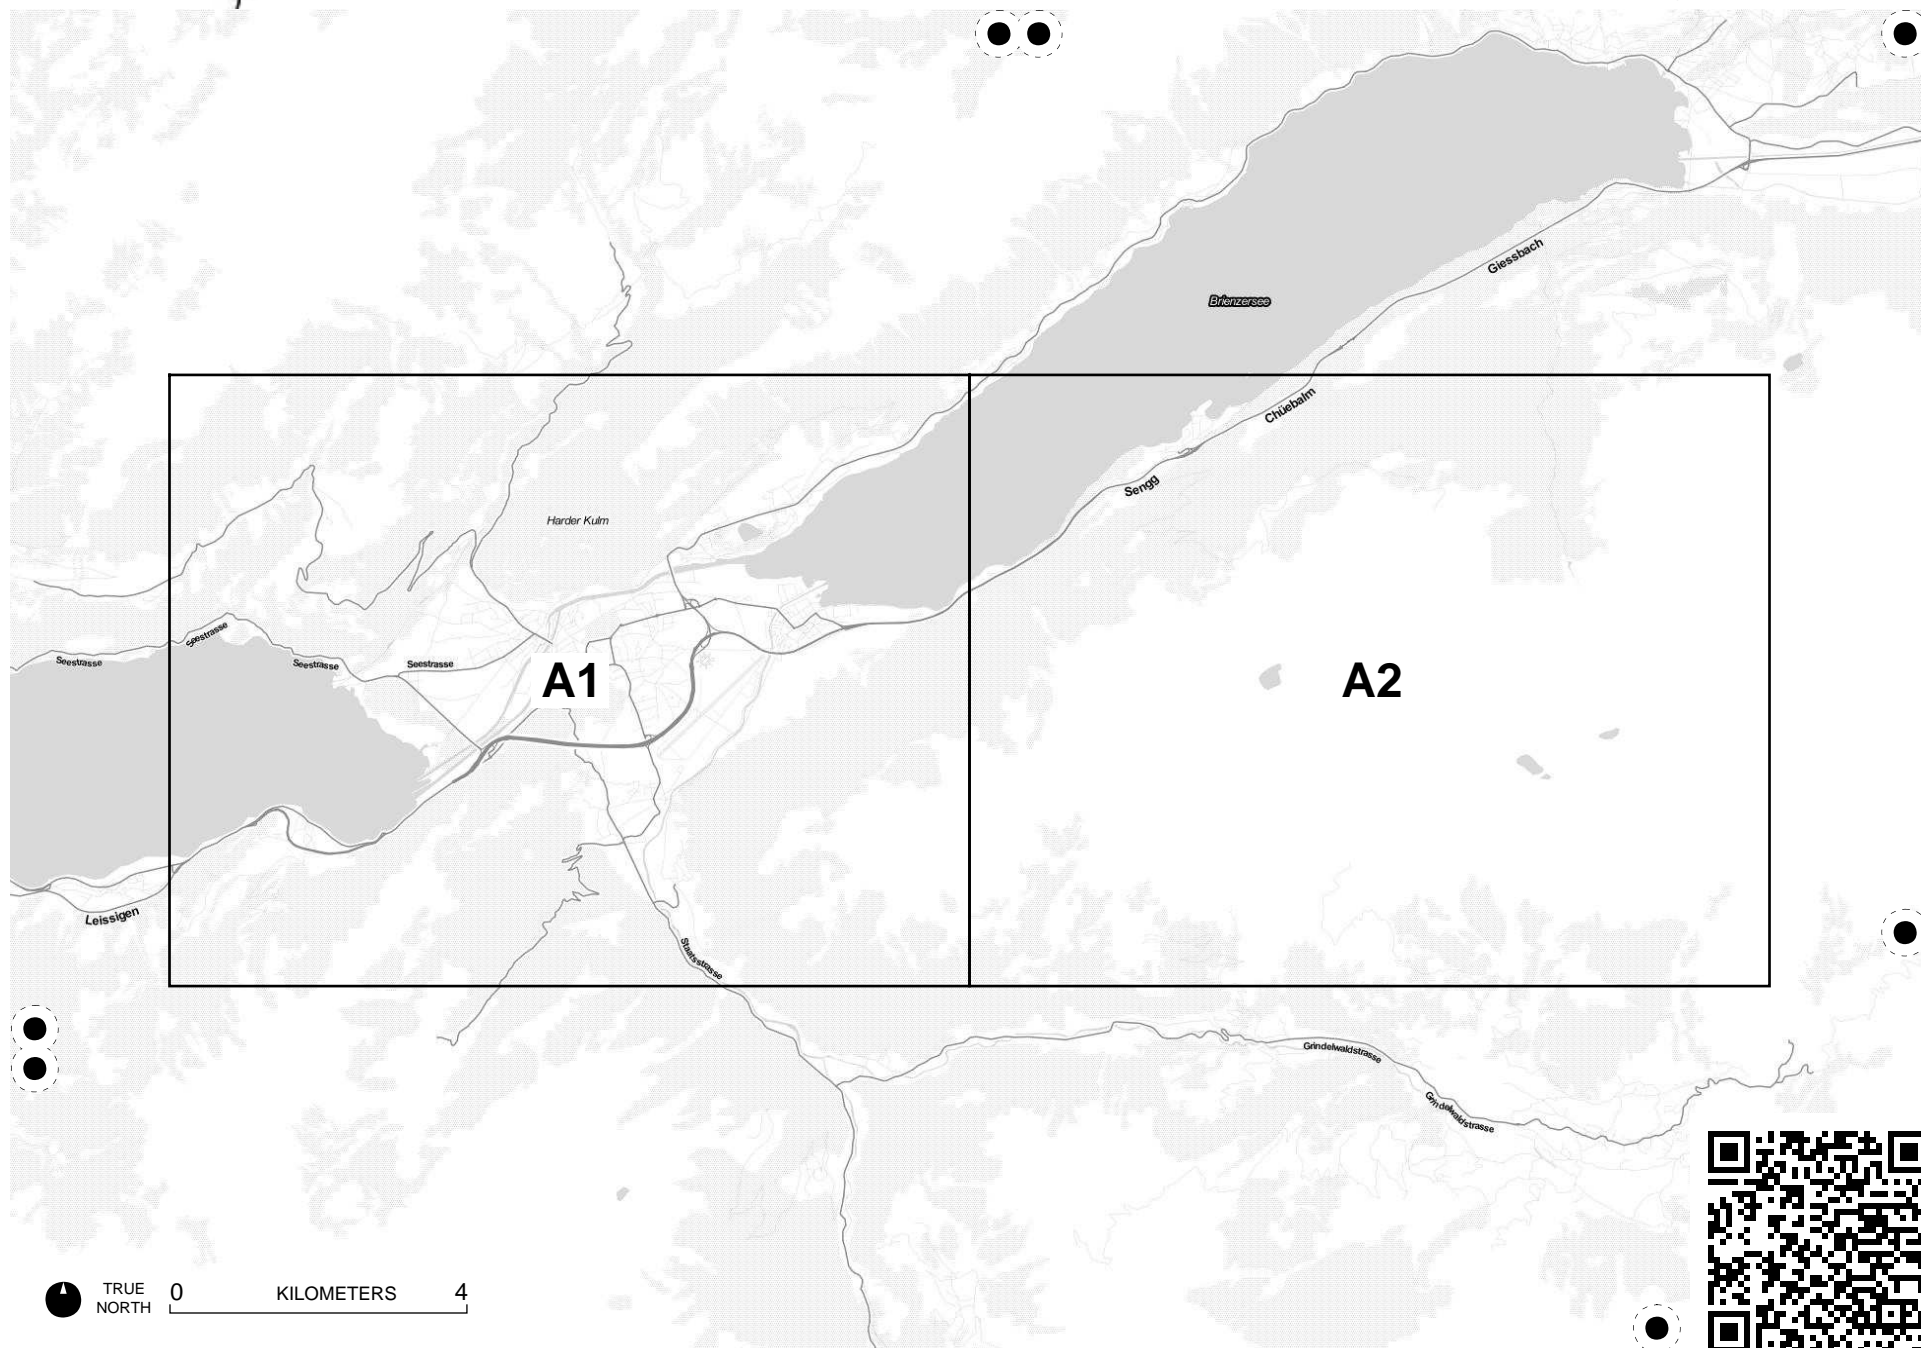 Giessbach
Brienzersee
Chüebalm
Sengg
Harder Kulm
Seestrasse
Seestrasse
Seestrasse
Seestrasse
A1
A2
Leissigen
Staatsstrasse
Grindelwaldstrasse
Grindelwaldstrasse
TRUE
NORTH
0 KILOMETERS 4